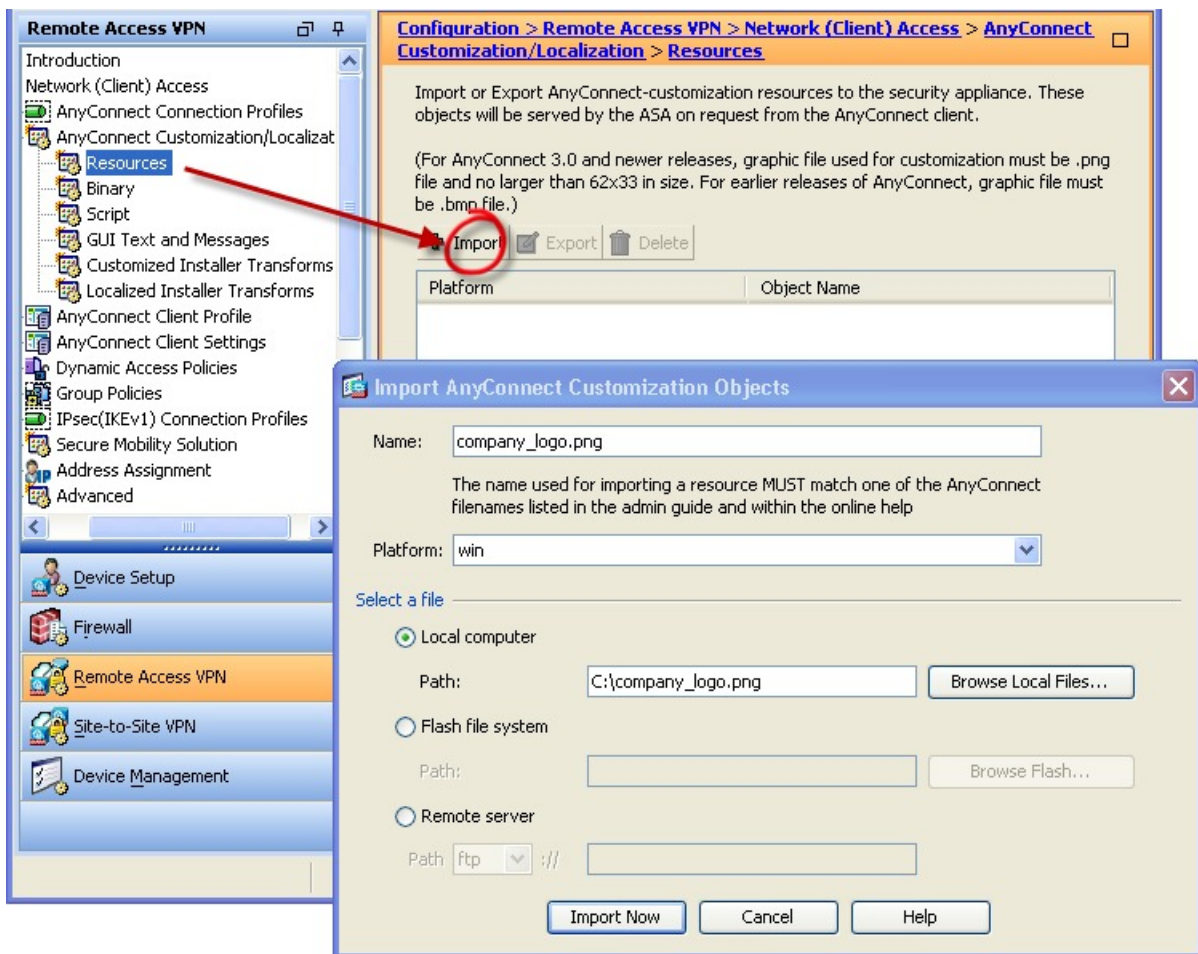 Remote Access VPN
Introduction
Network (Client) Access
AnyConnect Connection Profiles
AnyConnect Customization/Localizat
Resources
Binary
Script
GUI Text and Messages
Customized Installer Transforms
Localized Installer Transforms
AnyConnect Client Profile
AnyConnect Client Settings
Dynamic Access Policies
Group Policies
IPsec(IKEv1) Connection Profiles
Secure Mobility Solution
Address Assignment
Advanced
Device Setup
Firewall
Remote Access VPN
Site-to-Site VPN
Device Management
Configuration > Remote Access VPN > Network (Client) Access > AnyConnect
Customization/Localization > Resources
Import or Export AnyConnect-customization resources to the security appliance. These
objects will be served by the ASA on request from the AnyConnect client.
(For AnyConnect 3.0 and newer releases, graphic file used for customization must be .png
file and no larger than 62x33 in size. For earlier releases of AnyConnect, graphic file must
be .bmp file.)
Import Export Delete
Platform Object Name
Import AnyConnect Customization Objects
Name: company_logo.png
The name used for importing a resource MUST match one of the AnyConnect
filenames listed in the admin guide and within the online help
Platform: win
Select a file
Local computer
Path: C:\company_logo.png Browse Local Files...
Flash file system
Path: Browse Flash...
Remote server
Path ftp ://
Import Now Cancel Help